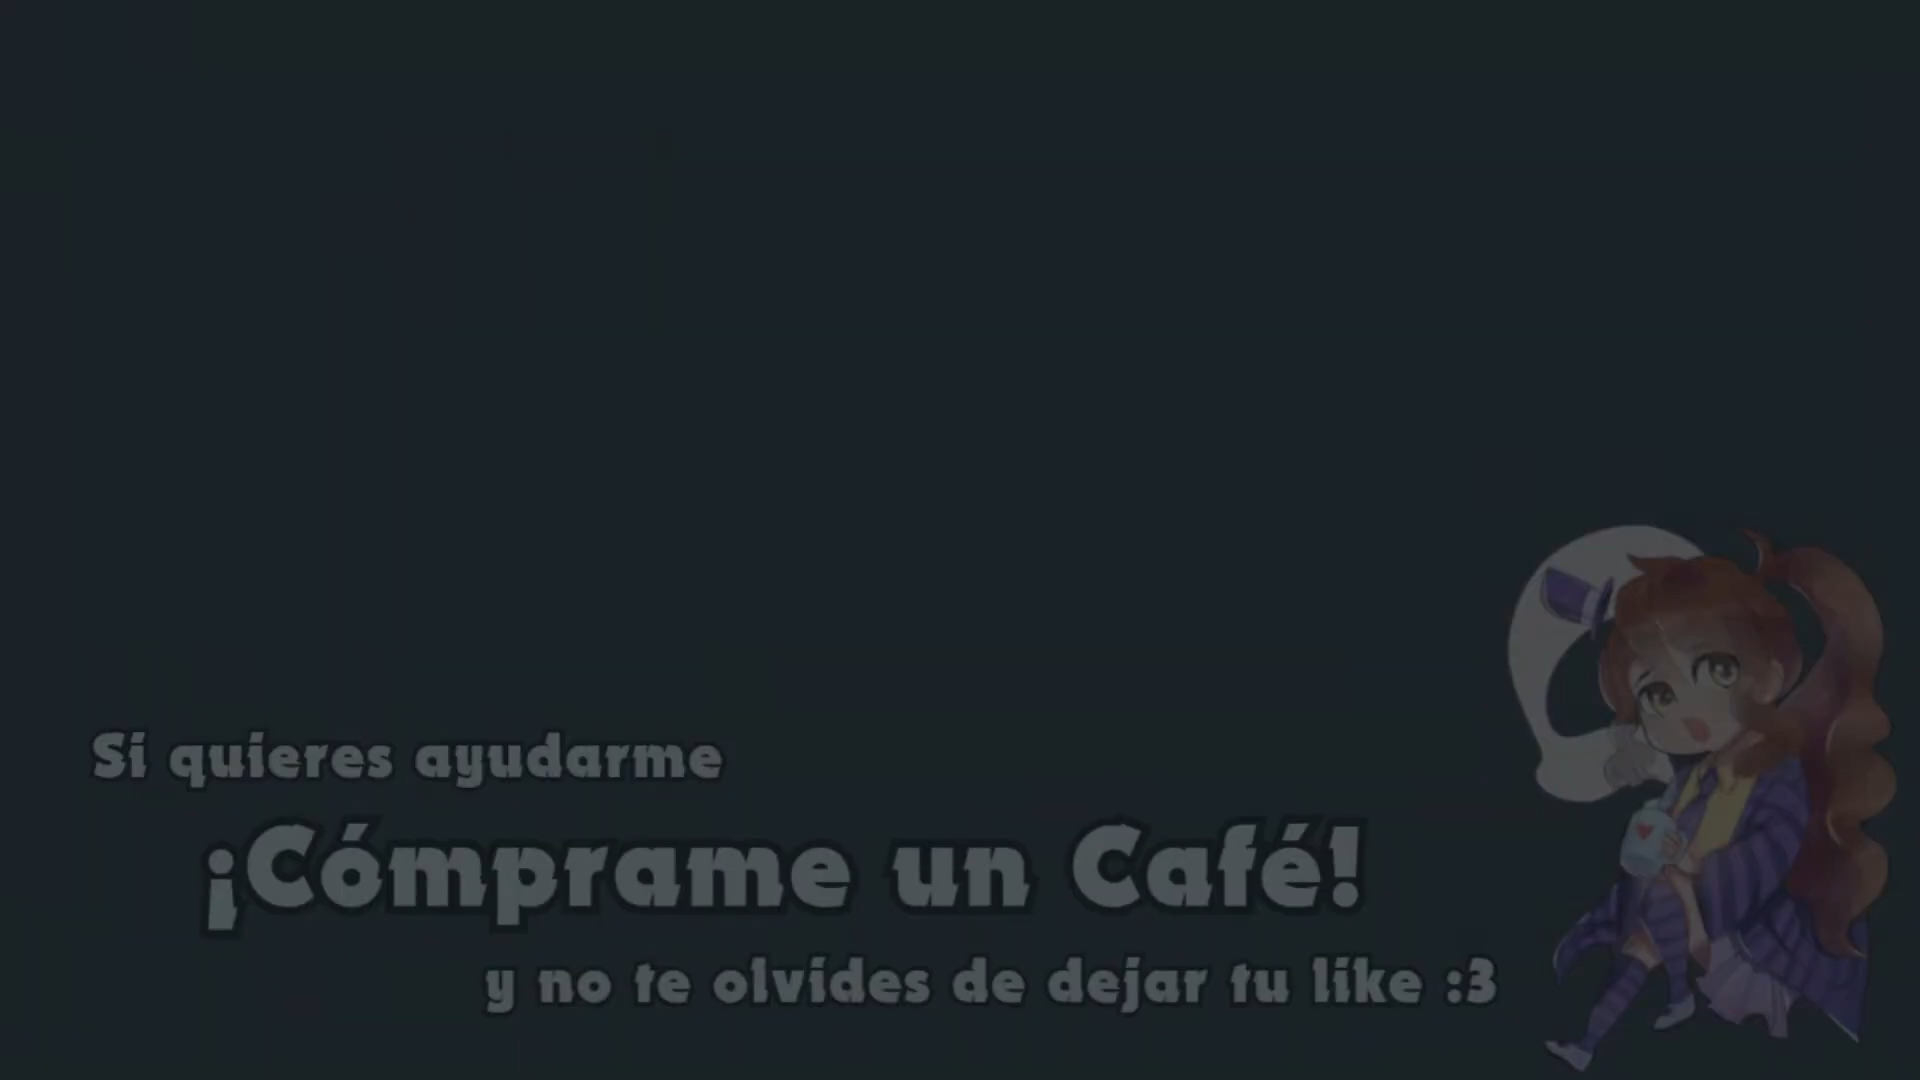 Si quieres ayudarme
¡Cómprame un Café!
y no te olvides de dejar tu like :3